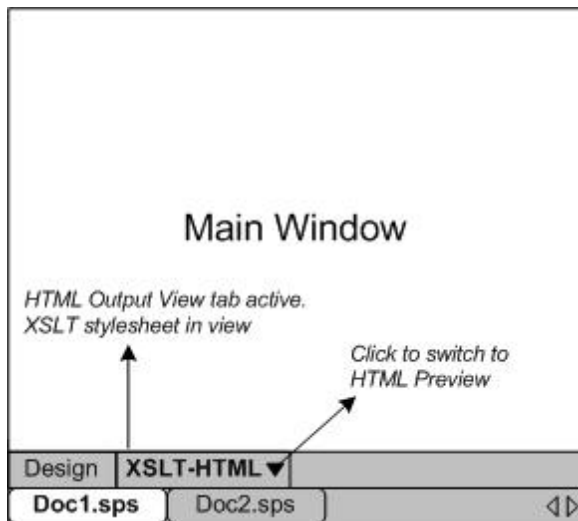 Main Window
HTML Output View tab active.
XSLT stylesheet in view
Click to switch to
HTML Preview
Design XSLT-HTML
Doc1.sps Doc2.sps